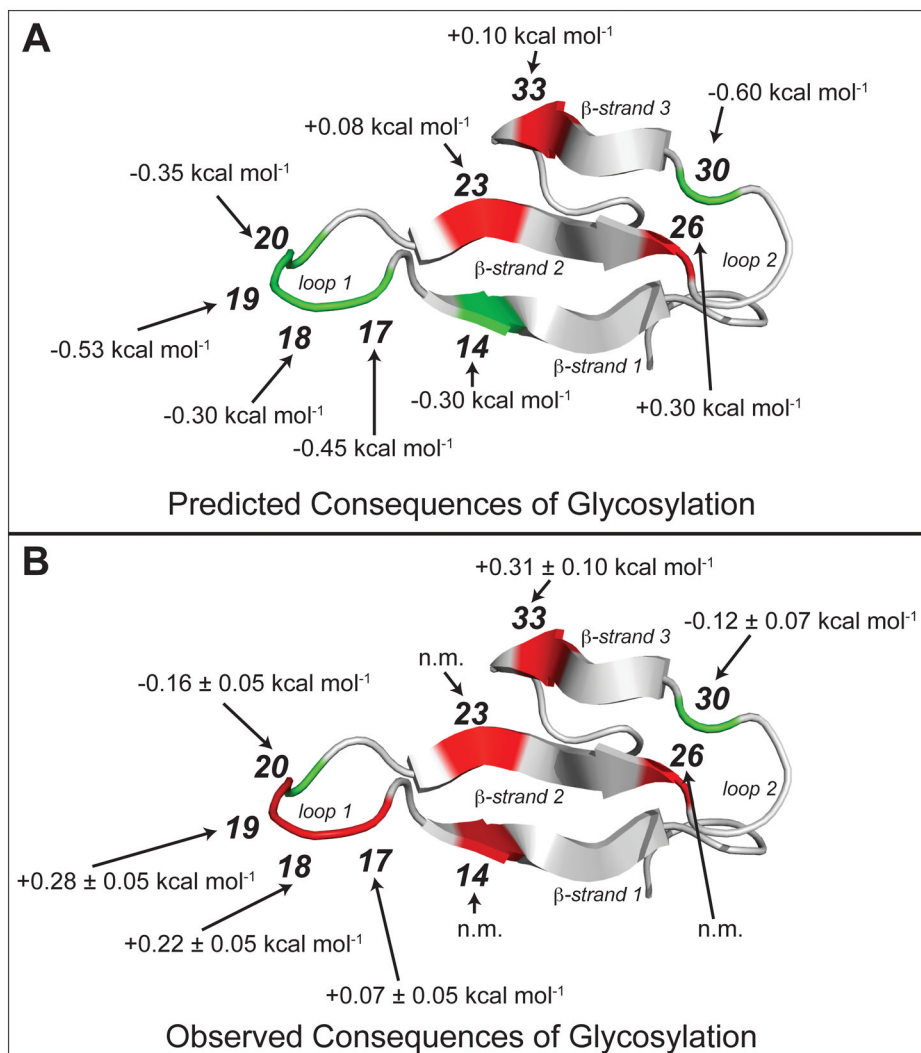 A
+0.10 kcal mol⁻¹
33
β-strand 3
-0.60 kcal mol⁻¹
+0.08 kcal mol⁻¹
30
-0.35 kcal mol⁻¹
23
20
26
loop 1
β-strand 2
loop 2
19
18
17
14
β-strand 1
-0.53 kcal mol⁻¹
-0.30 kcal mol⁻¹
-0.30 kcal mol⁻¹
+0.30 kcal mol⁻¹
-0.45 kcal mol⁻¹
Predicted Consequences of Glycosylation
B
+0.31 ± 0.10 kcal mol⁻¹
33
β-strand 3
-0.12 ± 0.07 kcal mol⁻¹
n.m.
30
-0.16 ± 0.05 kcal mol⁻¹
23
20
26
loop 1
β-strand 2
loop 2
19
18
17
14
β-strand 1
+0.28 ± 0.05 kcal mol⁻¹
n.m.
n.m.
+0.22 ± 0.05 kcal mol⁻¹
+0.07 ± 0.05 kcal mol⁻¹
Observed Consequences of Glycosylation